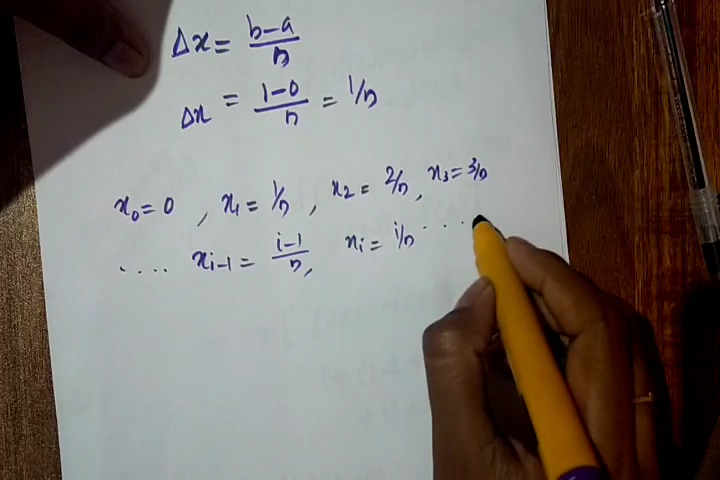 Δx = b-a/n
Δx = 1-0/n = 1/n
x₀ = 0 , x₁ = 1/n , x₂ = 2/n , x₃ = 3/n
.... xᵢ₋₁ = i-1/n , xᵢ = i/n ....